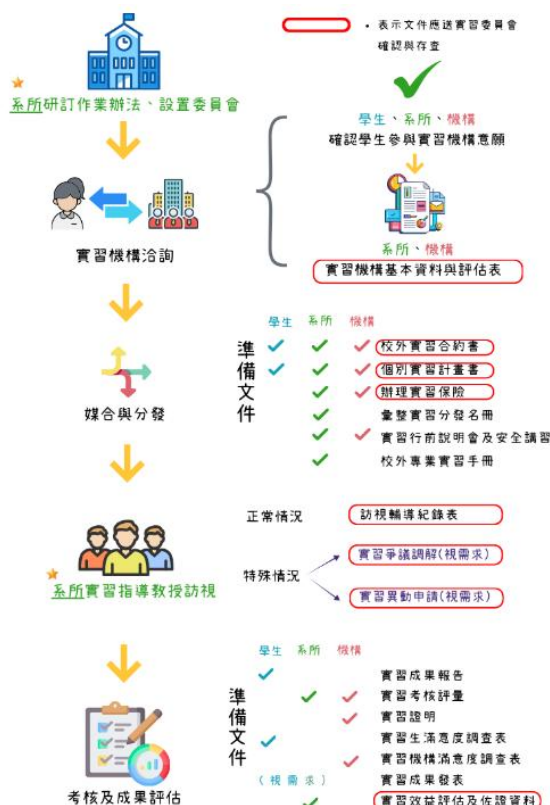 • 表示文件應送實習委員會
確認與存查
系所研訂作業辦法、設置委員會
學生、系所、機構
確認學生參與實習機構意願
實習機構洽詢
系所、機構
實習機構基本資料與評估表
學生 系所 機構
準備文件
校外實習合約書
個別實習計畫書
辦理實習保險
彙整實習分發名冊
實習行前說明會及安全講習
校外專業實習手冊
媒合與分發
正常情況
訪視輔導紀錄表
特殊情況
實習爭議調解(視需求)
實習異動申請(視需求)
系所實習指導教授訪視
學生 系所 機構
準備文件
實習成果報告
實習考核評量
實習證明
實習生滿意度調查表
實習機構滿意度調查表
(視需求)
實習成果發表
實習效益評估及佐證資料
考核及成果評估